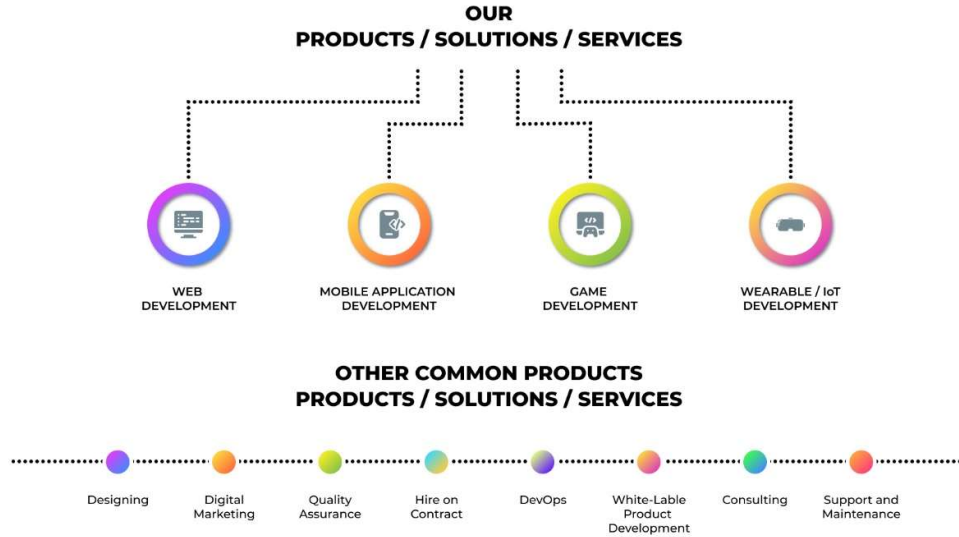 OUR
PRODUCTS / SOLUTIONS / SERVICES
WEB
DEVELOPMENT
MOBILE APPLICATION
DEVELOPMENT
GAME
DEVELOPMENT
WEARABLE / IoT
DEVELOPMENT
OTHER COMMON PRODUCTS
PRODUCTS / SOLUTIONS / SERVICES
Designing
Digital
Marketing
Quality
Assurance
Hire on
Contract
DevOps
White-Lable
Product
Development
Consulting
Support and
Maintenance